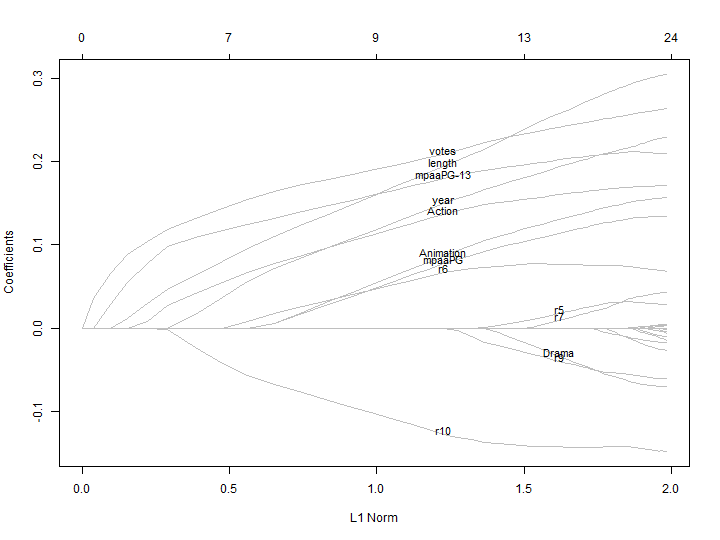 0 7 9 13 24
0.3
0.2
0.1
0.0
-0.1
Coefficients
votes
length
mpaaPG-13
year
Action
Animation
mpaaPG
r6
r5
r7
Drama
r9
r10
0.0 0.5 1.0 1.5 2.0
L1 Norm